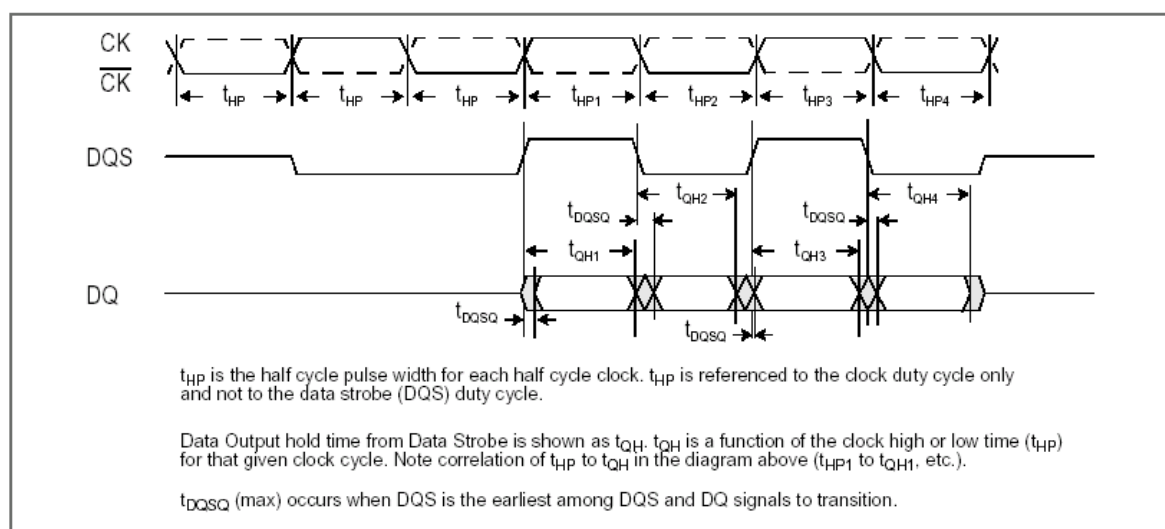 CK
CK
tHP tHP tHP tHP1 tHP2 tHP3 tHP4
DQS
tQH2 tQH4
tDQSQ tDQSQ
tQH1 tQH3
DQ
tDQSQ tDQSQ
tHP is the half cycle pulse width for each half cycle clock. tHP is referenced to the clock duty cycle only
and not to the data strobe (DQS) duty cycle.
Data Output hold time from Data Strobe is shown as tQH. tQH is a function of the clock high or low time (tHP)
for that given clock cycle. Note correlation of tHP to tQH in the diagram above (tHP1 to tQH1, etc.).
tDQSQ (max) occurs when DQS is the earliest among DQS and DQ signals to transition.